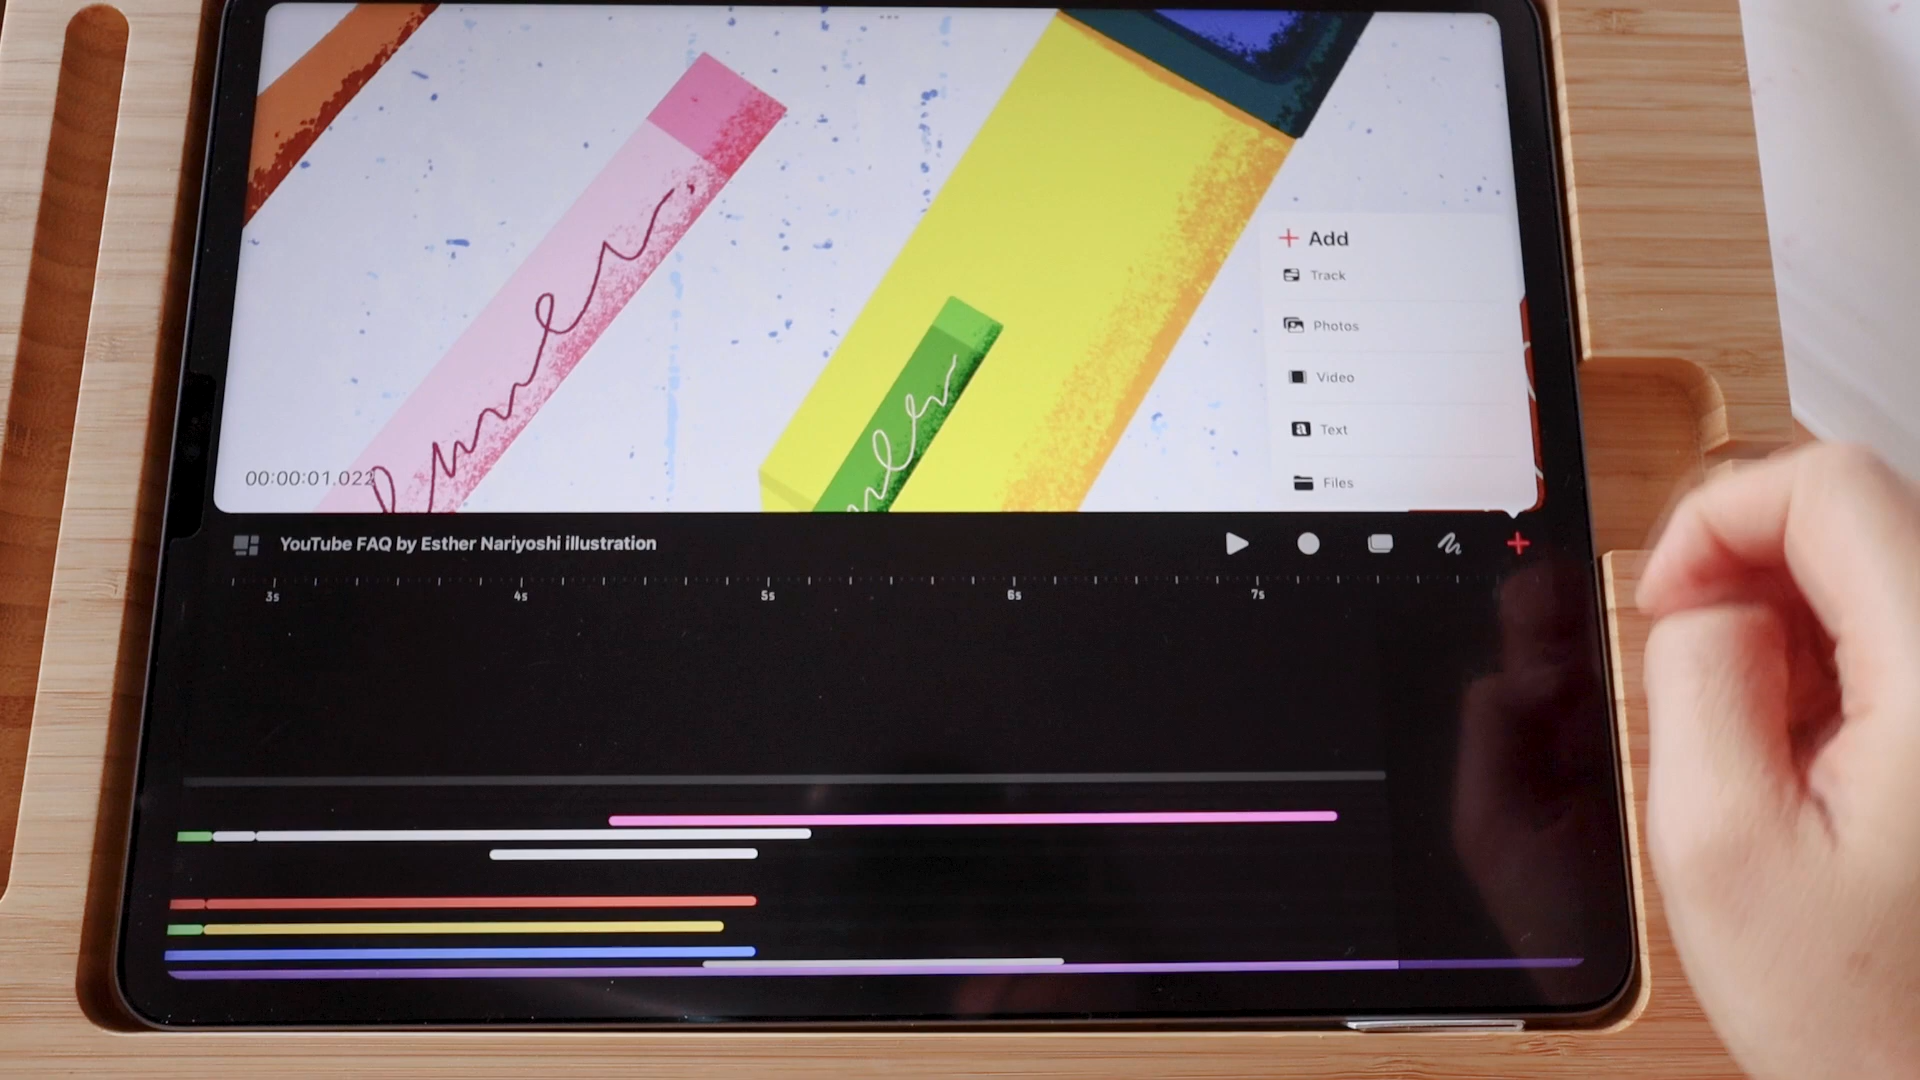 + Add
Track
Photos
Video
a Text
Files
00:00:01.022
YouTube FAQ by Esther Nariyoshi illustration
3s 4s 5s 6s 7s